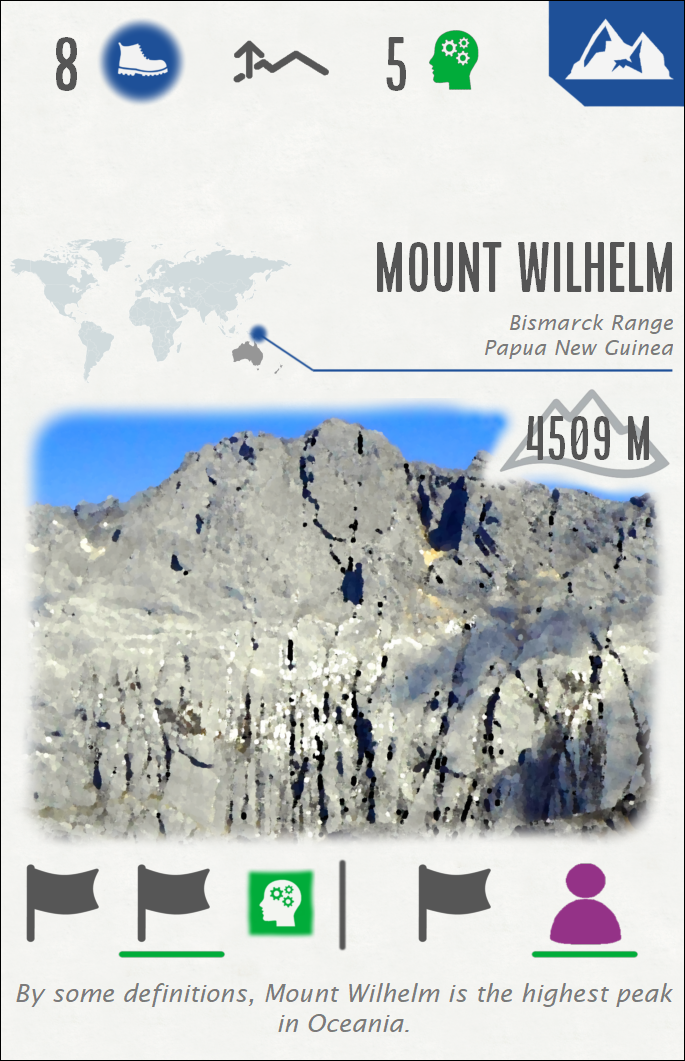 8
5
MOUNT WILHELM
Bismarck Range
Papua New Guinea
4509 M
By some definitions, Mount Wilhelm is the highest peak
in Oceania.